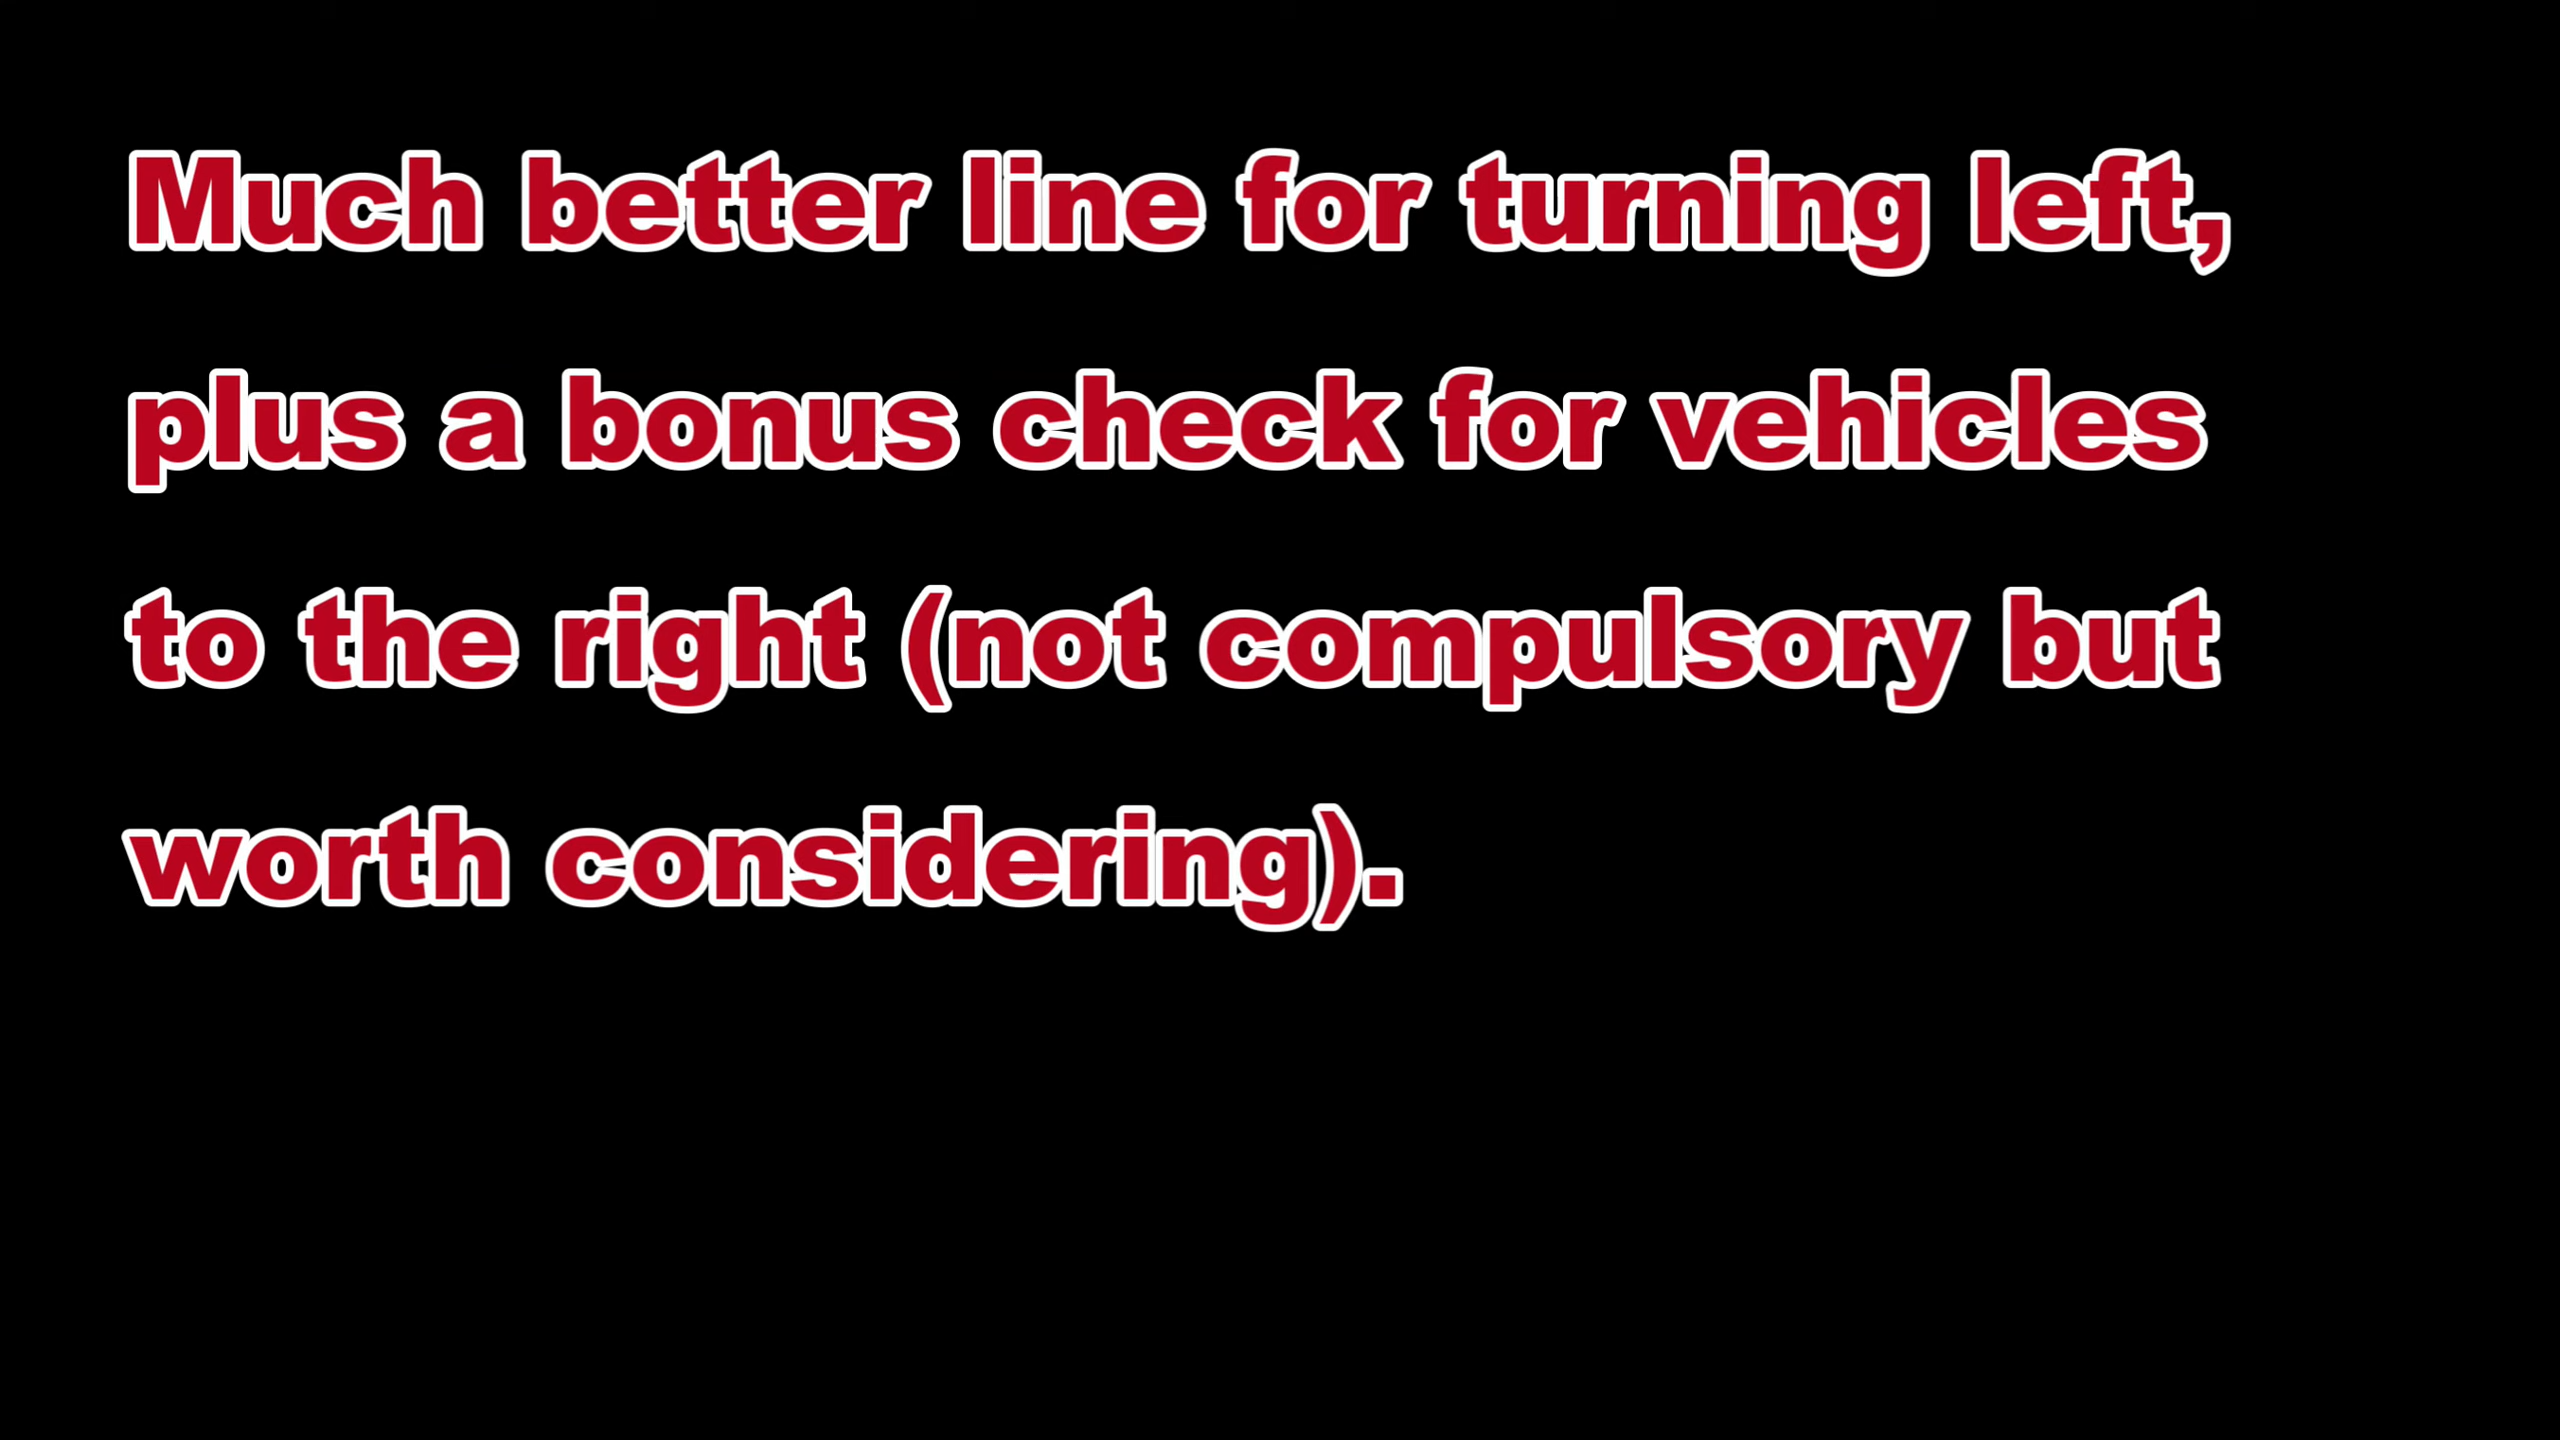 Much better line for turning left,
plus a bonus check for vehicles
to the right (not compulsory but
worth considering).